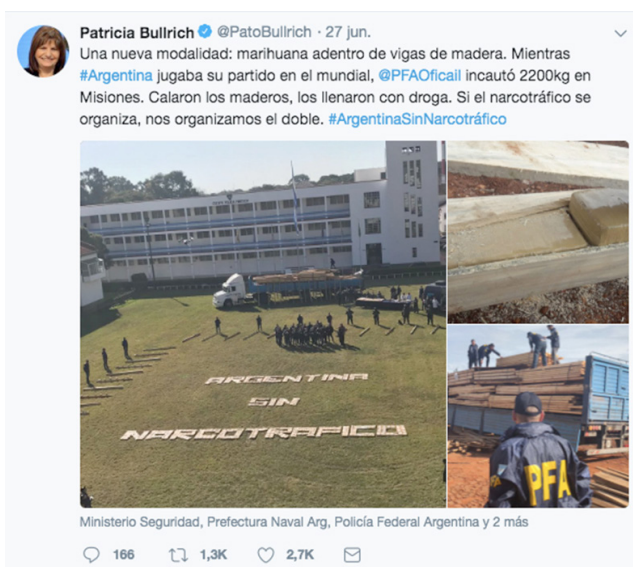 Patricia Bullrich @PatoBullrich · 27 jun.
Una nueva modalidad: marihuana adentro de vigas de madera. Mientras
#Argentina jugaba su partido en el mundial, @PFAOficail incautó 2200kg en
Misiones. Calaron los maderos, los llenaron con droga. Si el narcotráfico se
organiza, nos organizamos el doble. #ArgentinaSinNarcotráfico
ARGENTINA
SIN
NARCOTRAFICO
PFA
Ministerio Seguridad, Prefectura Naval Arg, Policía Federal Argentina y 2 más
166 1,3K 2,7K